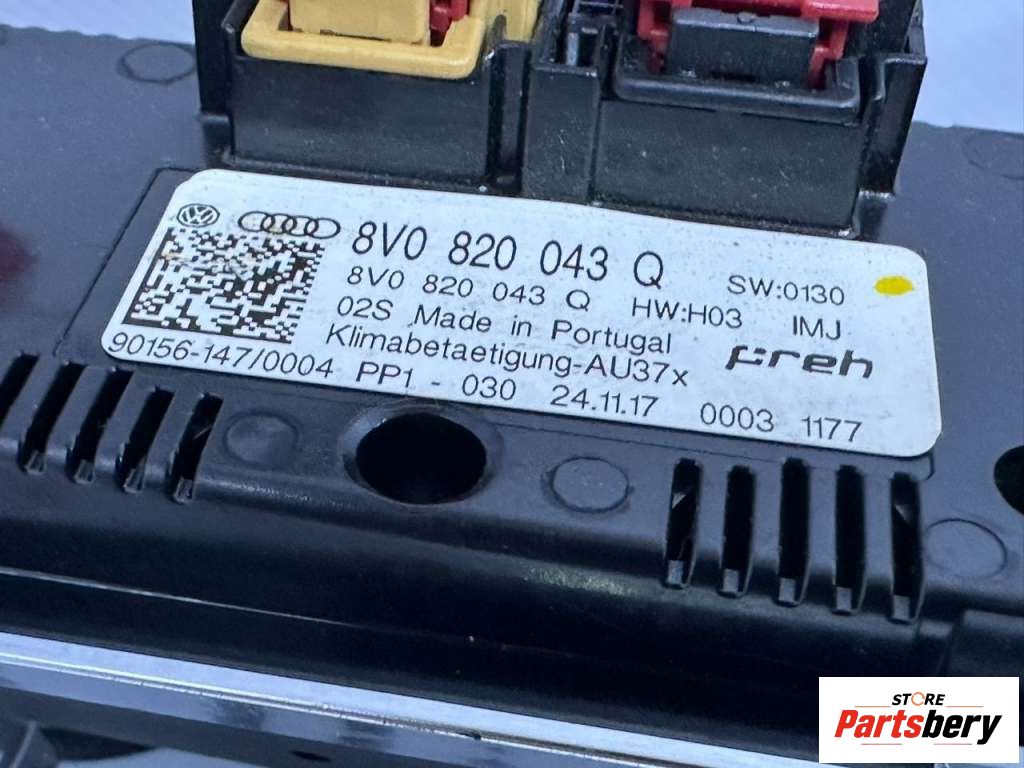 8V0 820 043 Q
8V0 820 043 Q HW:H03 SW:0130
02S Made in Portugal IMJ
Klimabetaetigung-AU37x preh
90156-147/0004 PP1 - 030 24.11.17 0003 1177
STORE
Partsbery